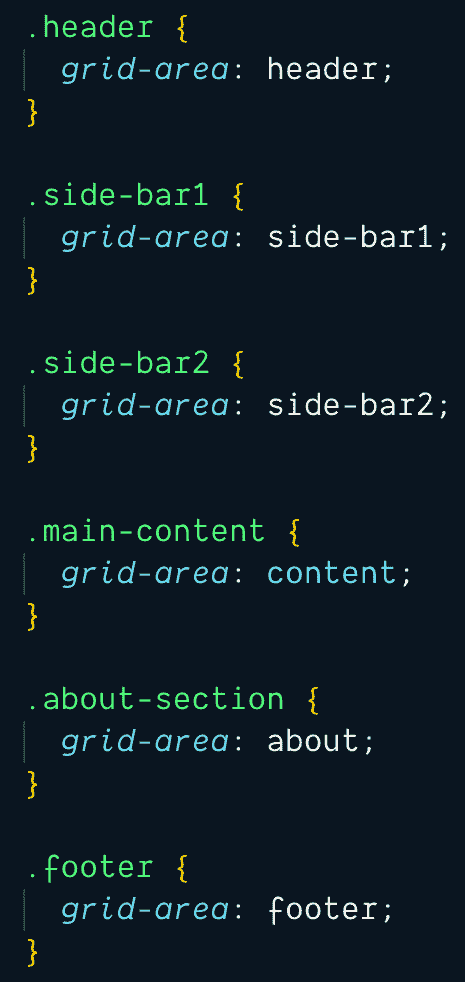 .header {
  grid-area: header;
}

.side-bar1 {
  grid-area: side-bar1;
}

.side-bar2 {
  grid-area: side-bar2;
}

.main-content {
  grid-area: content;
}

.about-section {
  grid-area: about;
}

.footer {
  grid-area: footer;
}